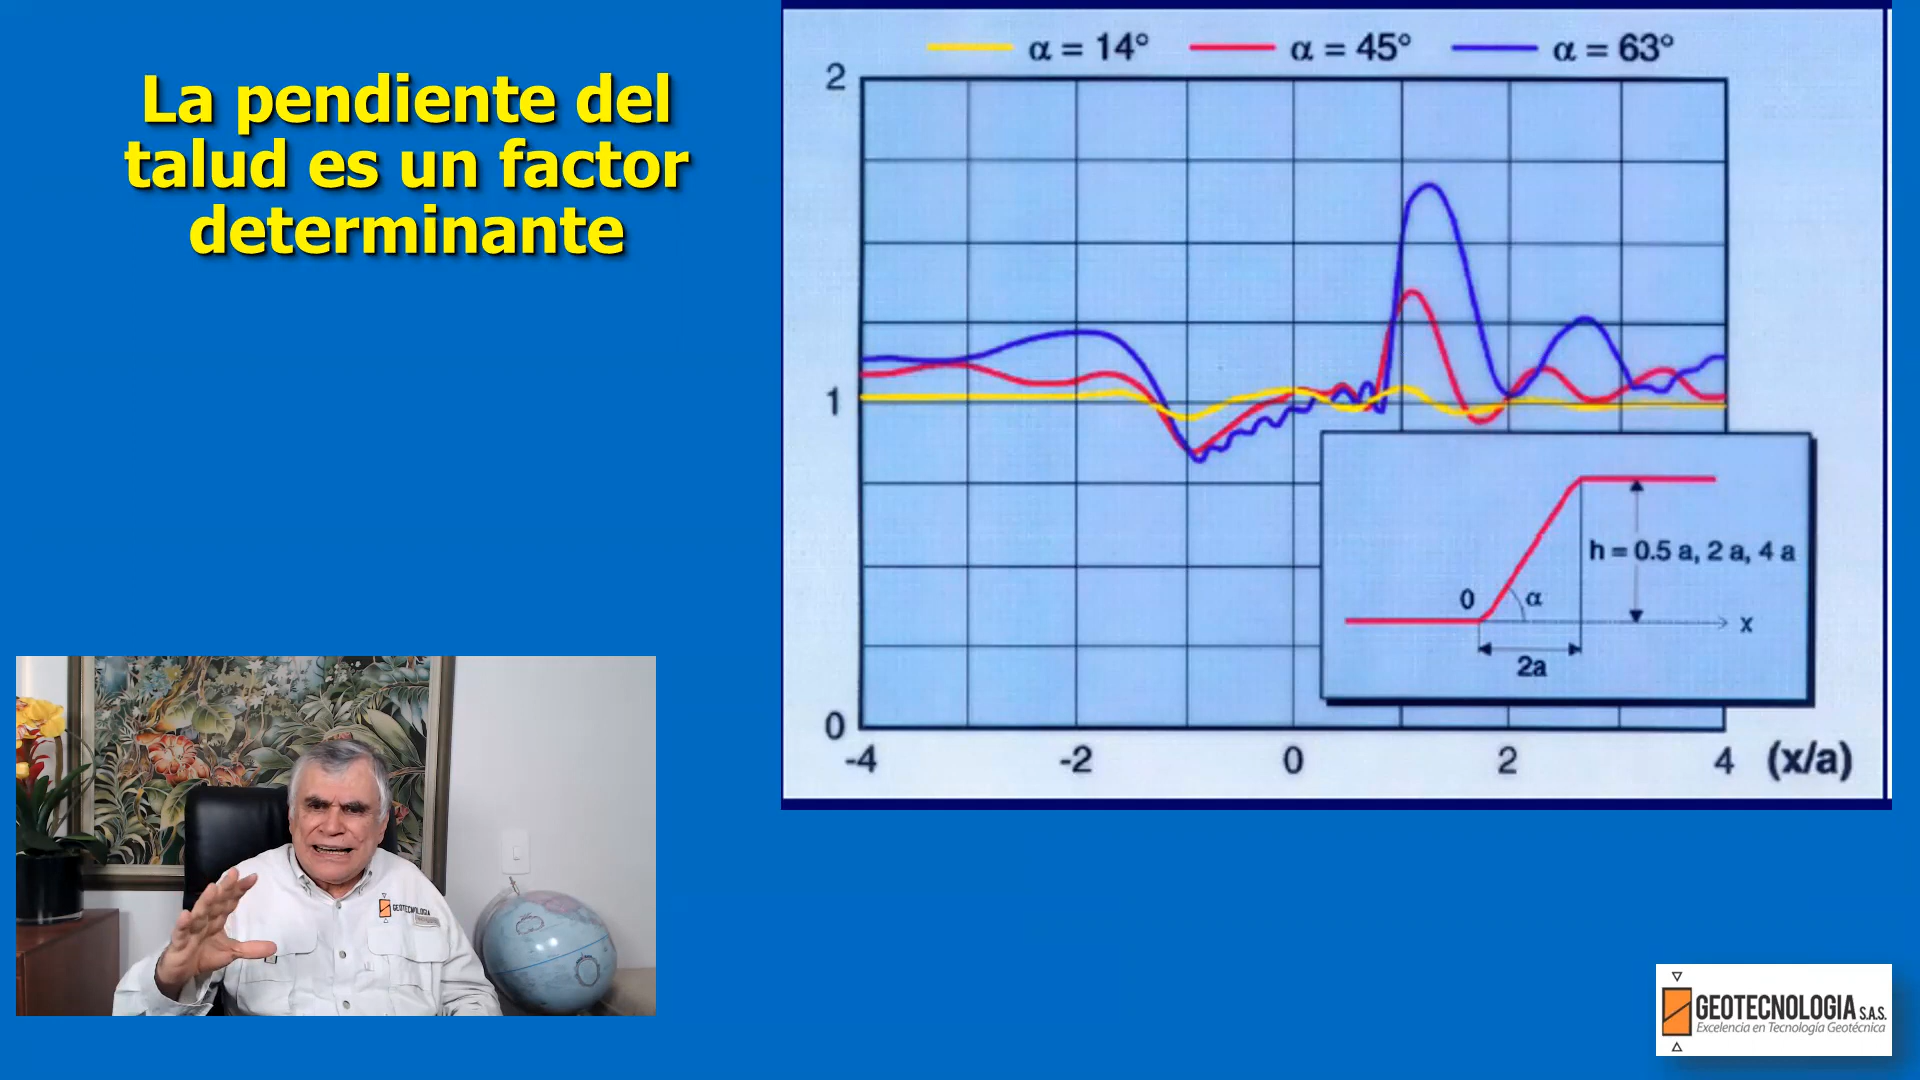 La pendiente del
talud es un factor
determinante
α = 14° α = 45° α = 63°
2
1
0
-4 -2 0 2 4 (x/a)
h = 0.5 a, 2 a, 4 a
0 α
x
2a
GEOTECNOLOGIA
GEOTECNOLOGIA S.A.S.
Excelencia en Tecnología Geotécnica